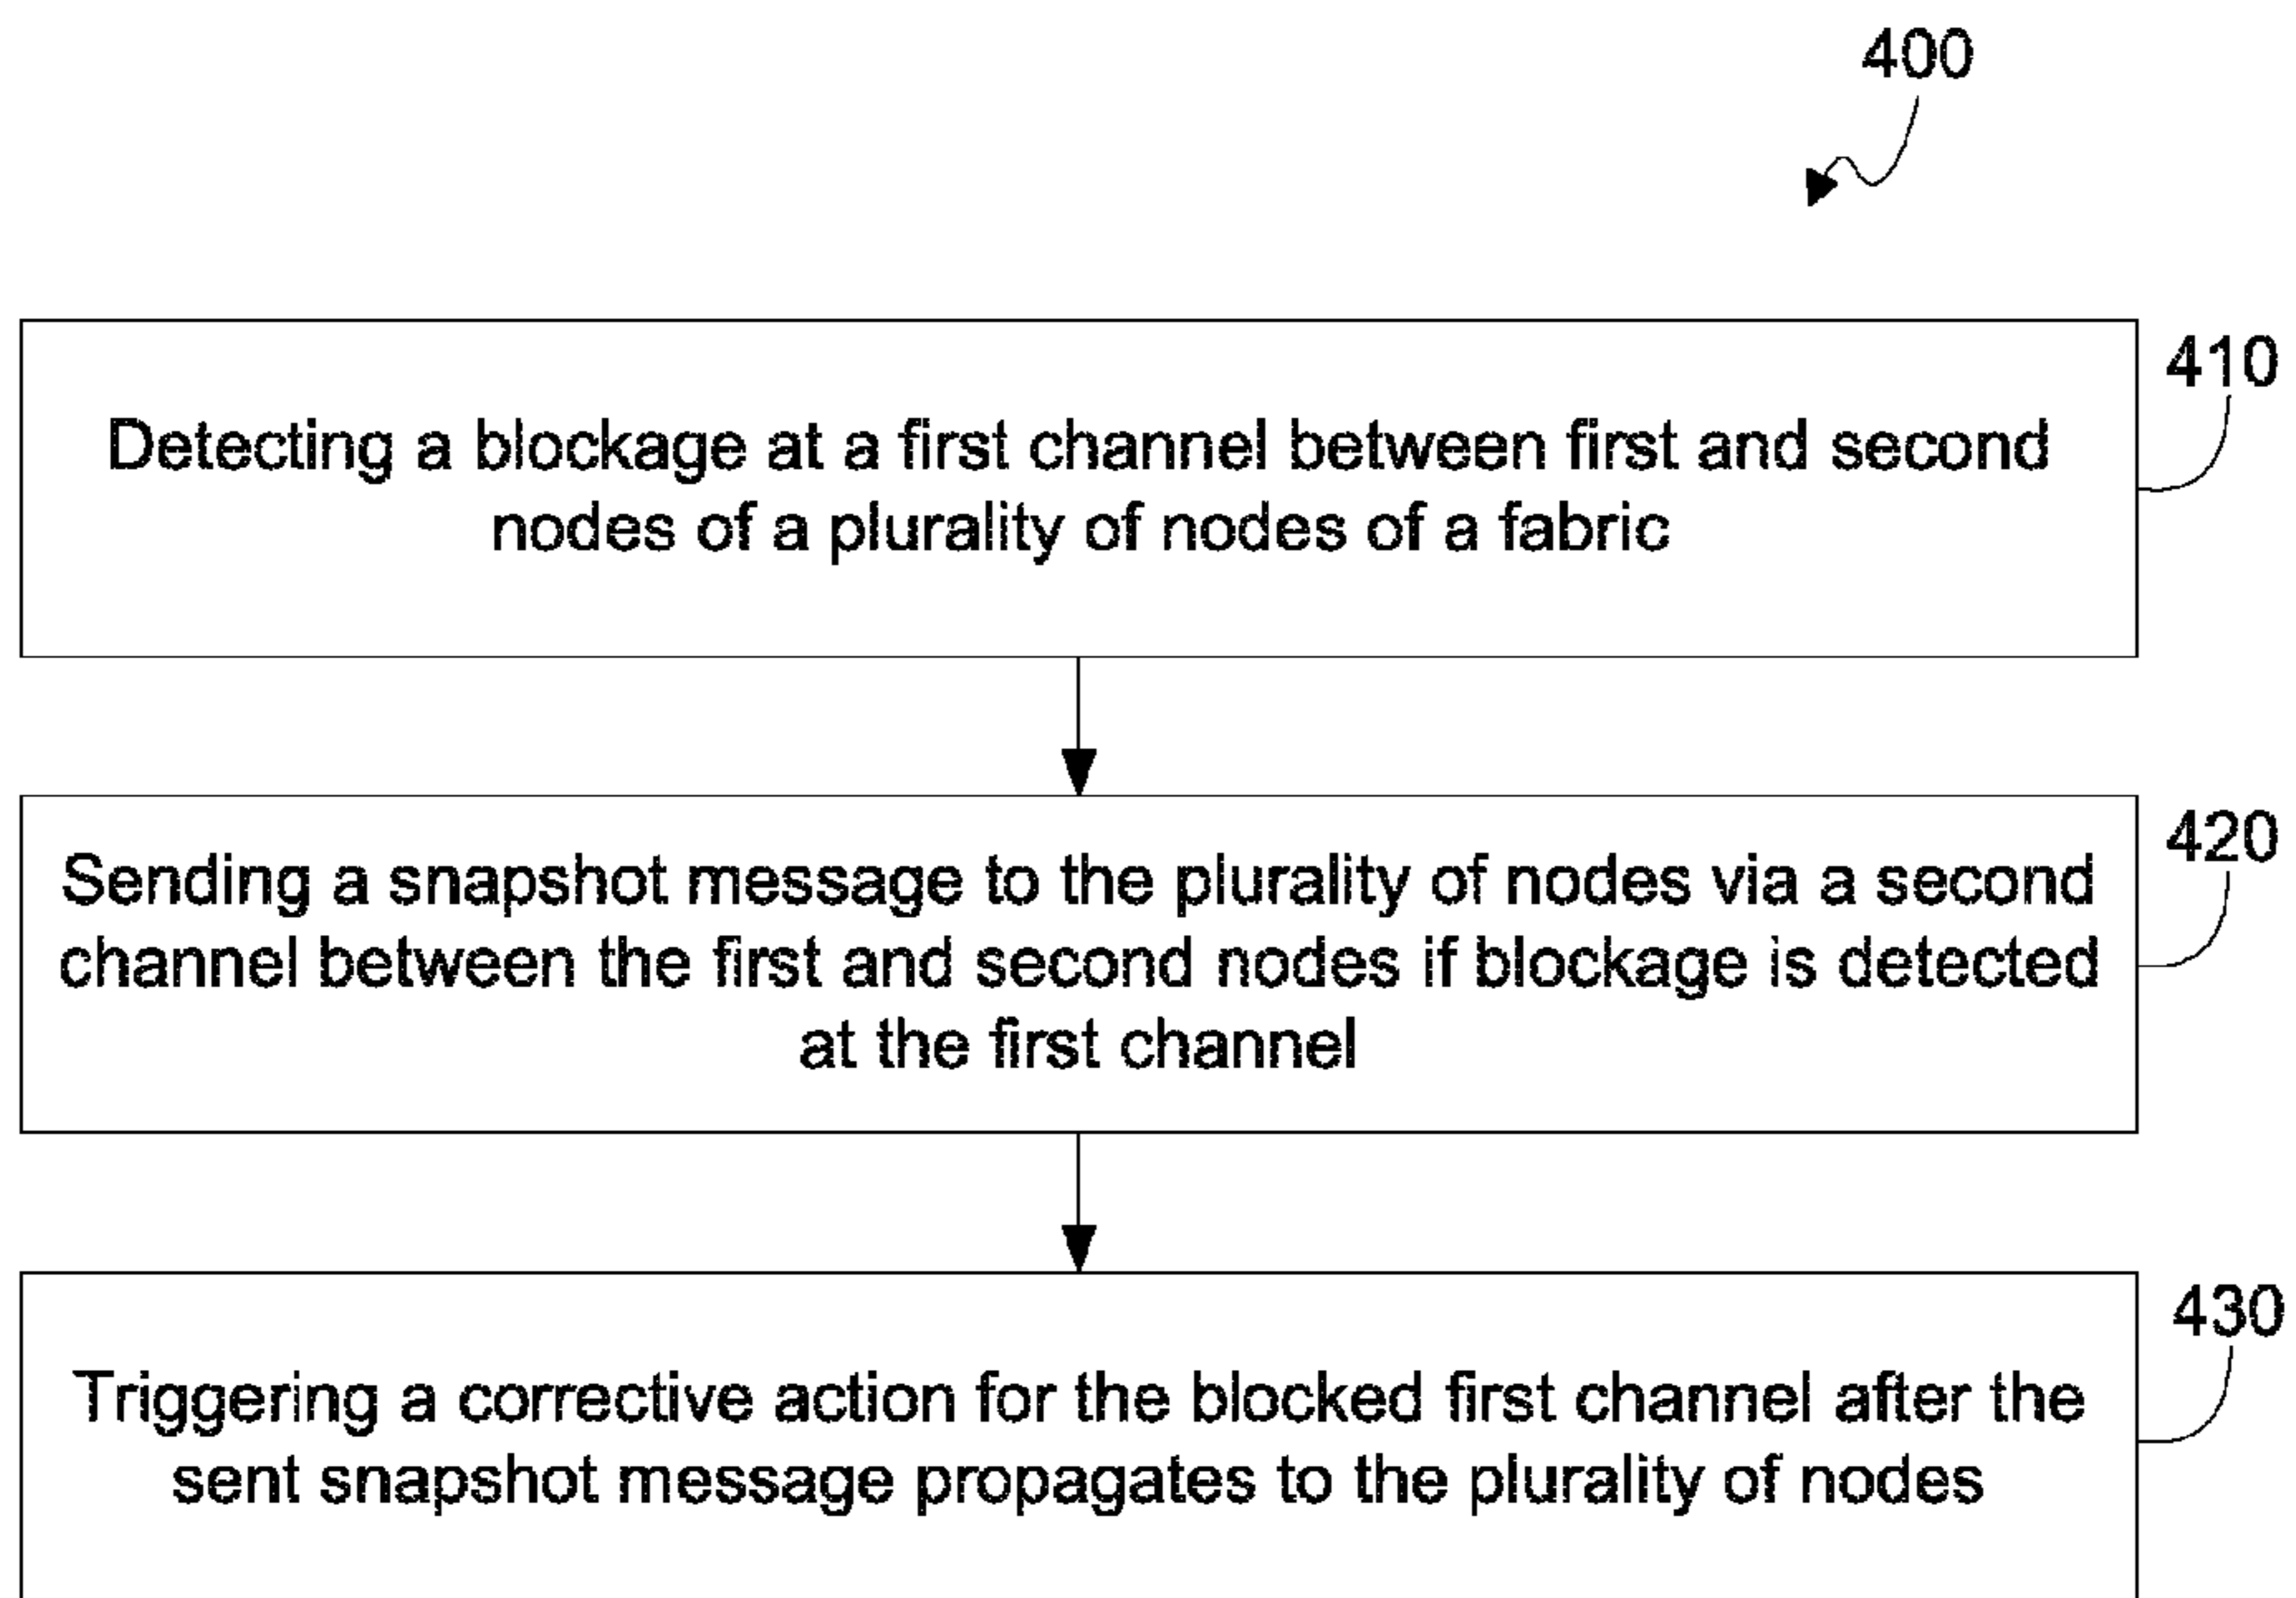 400
410
Detecting a blockage at a first channel between first and second
nodes of a plurality of nodes of a fabric
420
Sending a snapshot message to the plurality of nodes via a second
channel between the first and second nodes if blockage is detected
at the first channel
430
Triggering a corrective action for the blocked first channel after the
sent snapshot message propagates to the plurality of nodes